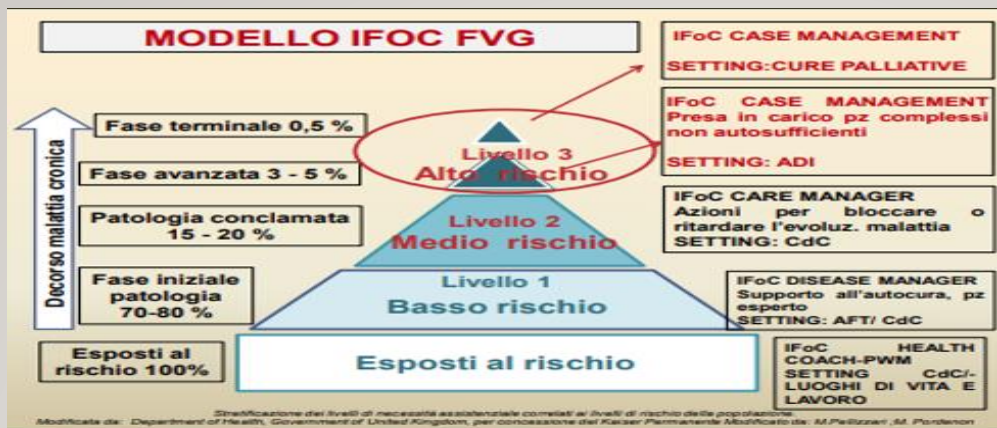 MODELLO IFOC FVG
Decorso malattia cronica
Fase terminale 0,5 %
Fase avanzata 3 - 5 %
Patologia conclamata
15 - 20 %
Fase iniziale
patologia
70-80 %
Esposti al
rischio 100%
Livello 3
Alto rischio
Livello 2
Medio rischio
Livello 1
Basso rischio
Esposti al rischio
IFoC CASE MANAGEMENT
SETTING:CURE PALLIATIVE
IFoC CASE MANAGEMENT
Presa in carico pz complessi
non autosufficienti
SETTING: ADI
IFoC CARE MANAGER
Azioni per bloccare o
ritardare l'evoluz. malattia
SETTING: CdC
IFoC DISEASE MANAGER
Supporto all'autocura, pz
esperto
SETTING: AFT/ CdC
IFoC HEALTH
COACH-PWM
SETTING CdC/-
LUOGHI DI VITA E
LAVORO
Stratificazione dei livelli di necessità assistenziale correlati ai livelli di rischio della popolazione.
Modificata da: Department of Health, Government of United Kingdom, per concessione del Kaiser Permanente Modificato da: M.Pellizzari ;M. Pordenon